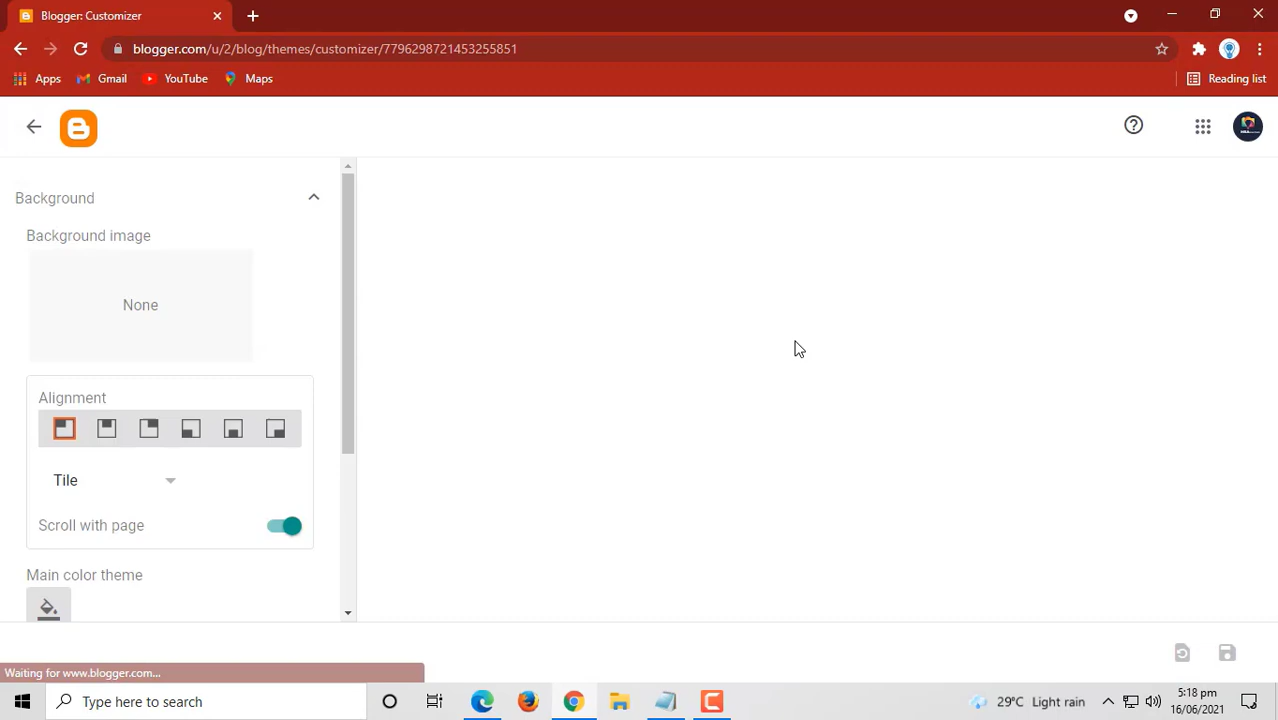 Blogger: Customizer
blogger.com/u/2/blog/themes/customizer/7796298721453255851
Apps
Gmail
YouTube
Maps
Reading list
Background
Background image
None
Alignment
Tile
Scroll with page
Main color theme
Waiting for www.blogger.com...
Type here to search
29°C Light rain
5:18 pm
16/06/2021